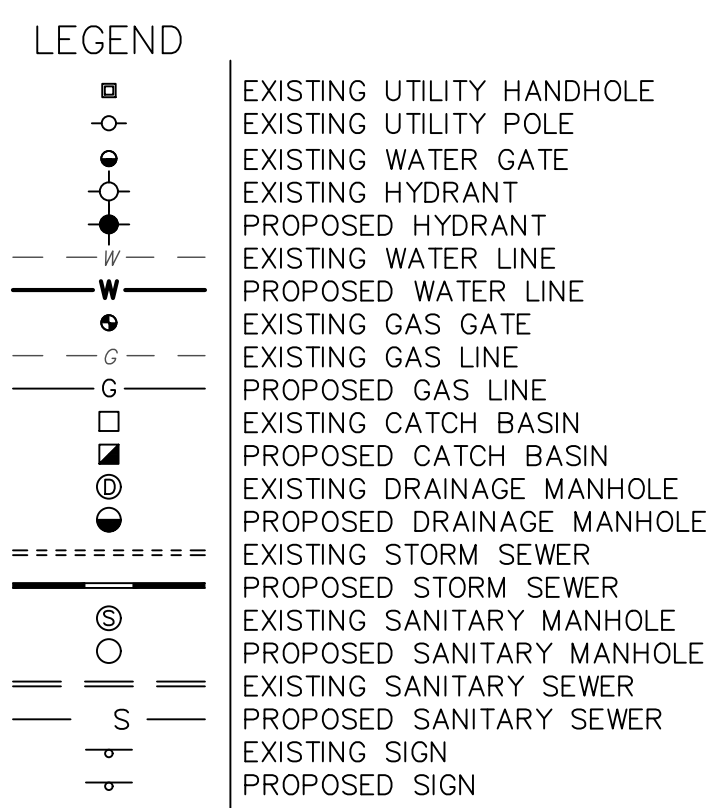 LEGEND
EXISTING UTILITY HANDHOLE
EXISTING UTILITY POLE
EXISTING WATER GATE
EXISTING HYDRANT
PROPOSED HYDRANT
W EXISTING WATER LINE
W PROPOSED WATER LINE
EXISTING GAS GATE
G EXISTING GAS LINE
G PROPOSED GAS LINE
EXISTING CATCH BASIN
PROPOSED CATCH BASIN
D EXISTING DRAINAGE MANHOLE
PROPOSED DRAINAGE MANHOLE
EXISTING STORM SEWER
PROPOSED STORM SEWER
S EXISTING SANITARY MANHOLE
PROPOSED SANITARY MANHOLE
EXISTING SANITARY SEWER
S PROPOSED SANITARY SEWER
EXISTING SIGN
PROPOSED SIGN